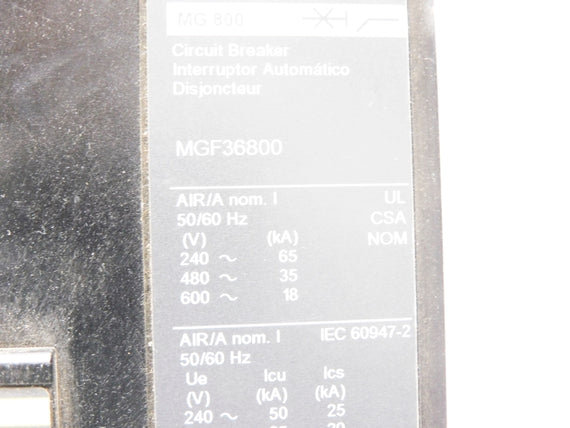 MG 800
Circuit Breaker
Interruptor Automático
Disjoncteur
MGF36800
AIR/A nom. I UL
50/60 Hz CSA
(V) (kA) NOM
240 ~ 65
480 ~ 35
600 ~ 18
AIR/A nom. I IEC 60947-2
50/60 Hz
Ue Icu Ics
(V) (kA) (kA)
240 ~ 50 25